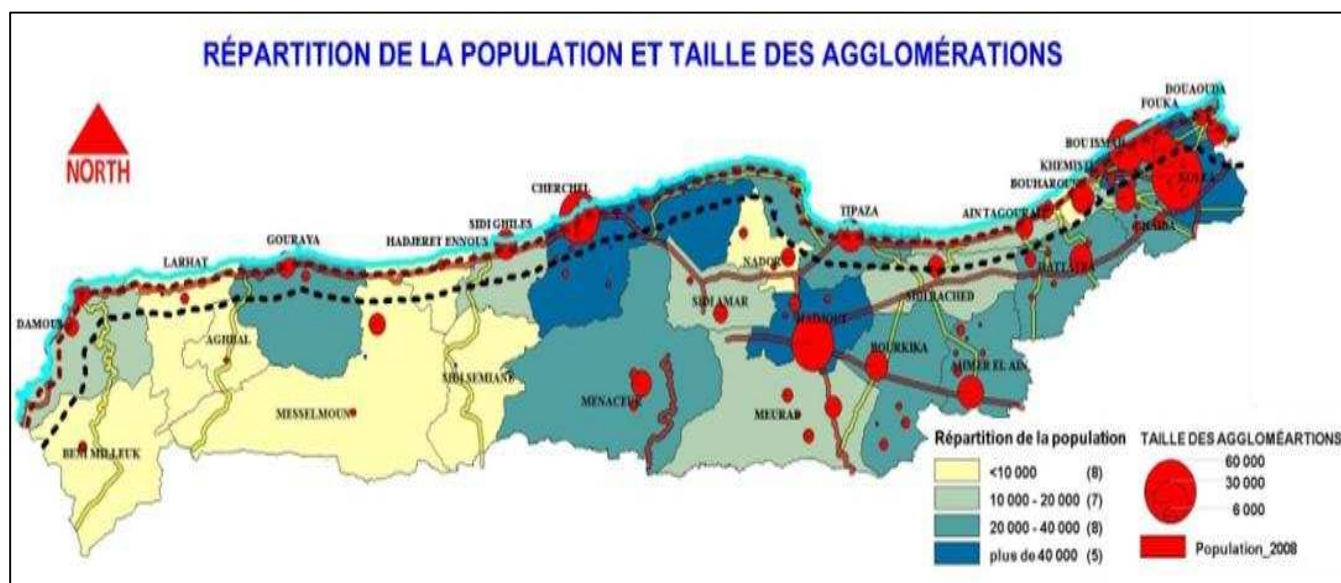 RÉPARTITION DE LA POPULATION ET TAILLE DES AGGLOMÉRATIONS
NORTH
DOUAOUDA
FOUKA
BOU ISMAIL
KHEMISTI
BOUHAROUN
KOLEA
CHERCHEL
TIPAZA
AIN TAGOURAIT
CHAIBA
SIDI GHILES
HADJERET ENNOUS
GOURAYA
LARHAT
NADOR
HATTATBA
SIDI AMAR
SIDI RACHED
DAMOUS
AGHBAL
HADJOUT
BOURKIKA
SIDI SEMIANE
AHMER EL AIN
MESSELMOUN
MENACEUR
MEURAD
BENI MILLEUK
Répartition de la population
<10 000 (8)
10 000 - 20 000 (7)
20 000 - 40 000 (8)
plus de 40 000 (5)
TAILLE DES AGGLOMÉARTIONS
60 000
30 000
6 000
Population_2008